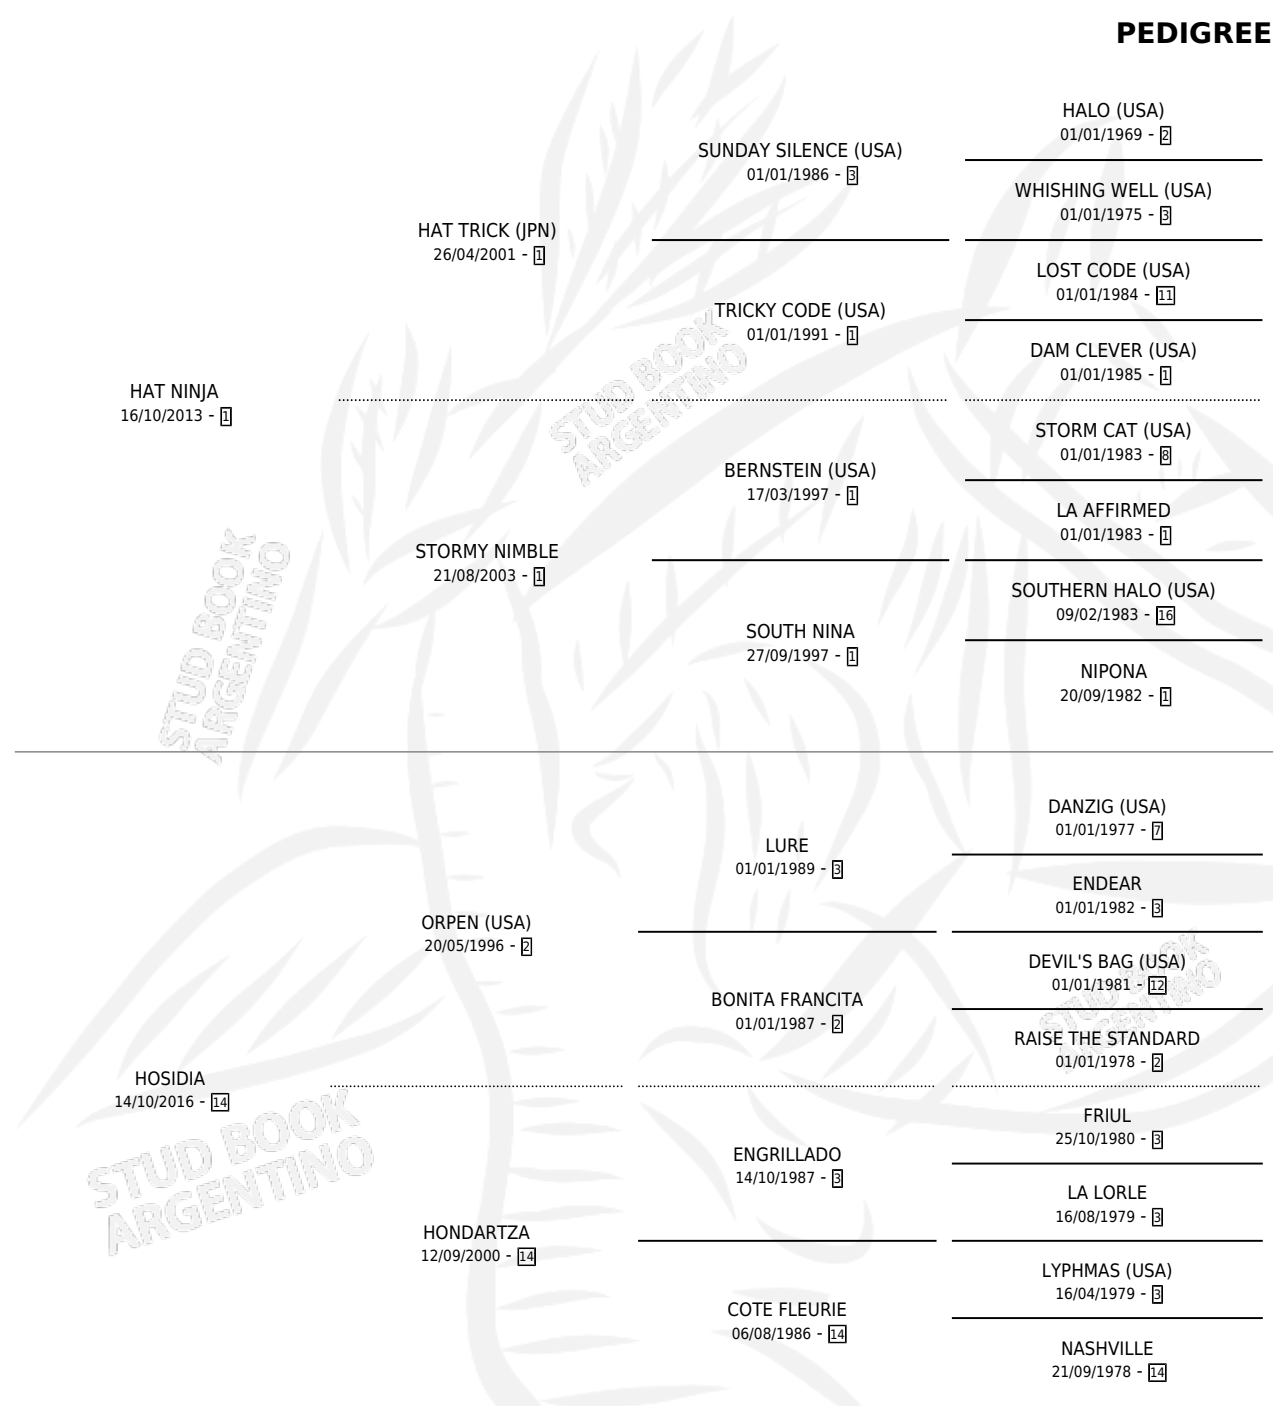 PEDIGREE
HALO (USA)
01/01/1969 - 2
SUNDAY SILENCE (USA)
01/01/1986 - 3
WHISHING WELL (USA)
01/01/1975 - 3
HAT TRICK (JPN)
26/04/2001 - 1
LOST CODE (USA)
01/01/1984 - 11
TRICKY CODE (USA)
01/01/1991 - 1
DAM CLEVER (USA)
01/01/1985 - 1
HAT NINJA
16/10/2013 - 1
STORM CAT (USA)
01/01/1983 - 8
BERNSTEIN (USA)
17/03/1997 - 1
LA AFFIRMED
01/01/1983 - 1
STORMY NIMBLE
21/08/2003 - 1
SOUTHERN HALO (USA)
09/02/1983 - 16
SOUTH NINA
27/09/1997 - 1
NIPONA
20/09/1982 - 1
STUD BOOK
ARGENTINO
STUD BOOK
ARGENTINO
DANZIG (USA)
01/01/1977 - 7
LURE
01/01/1989 - 3
ENDEAR
01/01/1982 - 3
ORPEN (USA)
20/05/1996 - 2
DEVIL'S BAG (USA)
01/01/1981 - 12
BONITA FRANCITA
01/01/1987 - 2
RAISE THE STANDARD
01/01/1978 - 2
HOSIDIA
14/10/2016 - 14
FRIUL
25/10/1980 - 3
ENGRILLADO
14/10/1987 - 3
LA LORLE
16/08/1979 - 3
HONDARTZA
12/09/2000 - 14
LYPHMAS (USA)
16/04/1979 - 3
COTE FLEURIE
06/08/1986 - 14
NASHVILLE
21/09/1978 - 14
STUD BOOK
ARGENTINO
STUD BOOK
ARGENTINO